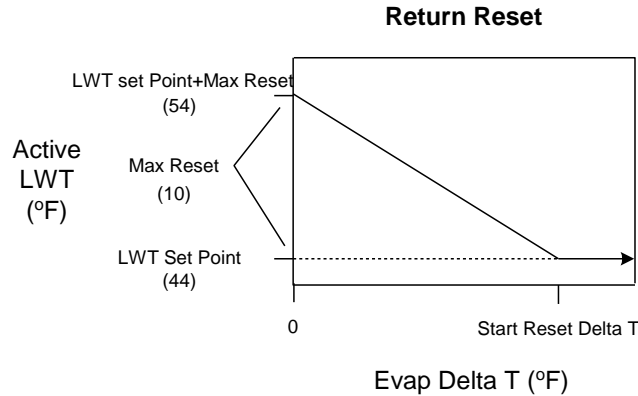 Return Reset
LWT set Point+Max Reset
(54)
Active
LWT
(ºF)
Max Reset
(10)
LWT Set Point
(44)
0
Start Reset Delta T
Evap Delta T (ºF)